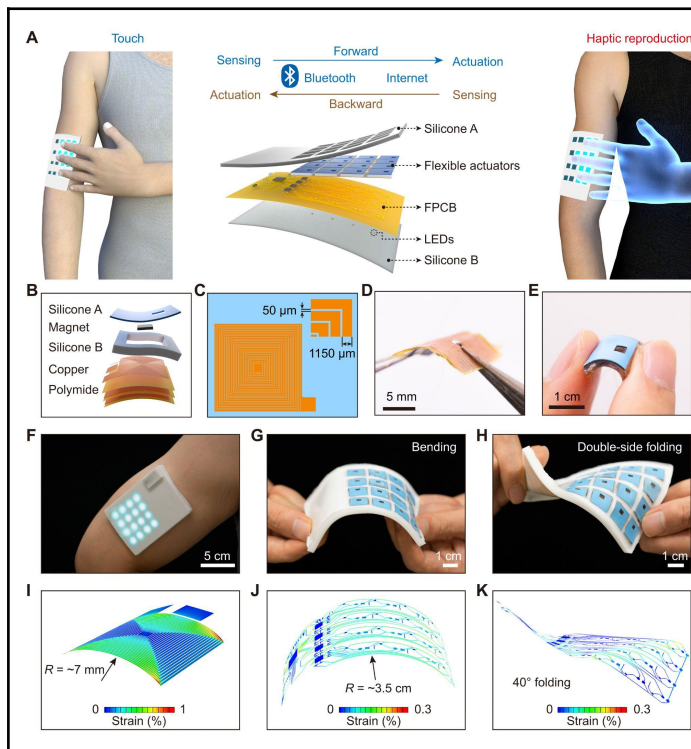 A
Touch
Forward
Sensing
Actuation
Bluetooth
Internet
Actuation
Sensing
Backward
Haptic reproduction
Silicone A
Flexible actuators
FPCB
LEDs
Silicone B
B
Silicone A
Magnet
Silicone B
Copper
Polymide
C
50 μm
1150 μm
D
5 mm
E
1 cm
F
5 cm
G
Bending
1 cm
H
Double-side folding
1 cm
I
R = ~7 mm
0 1
Strain (%)
J
R = ~3.5 cm
0 0.3
Strain (%)
K
40° folding
0 0.3
Strain (%)